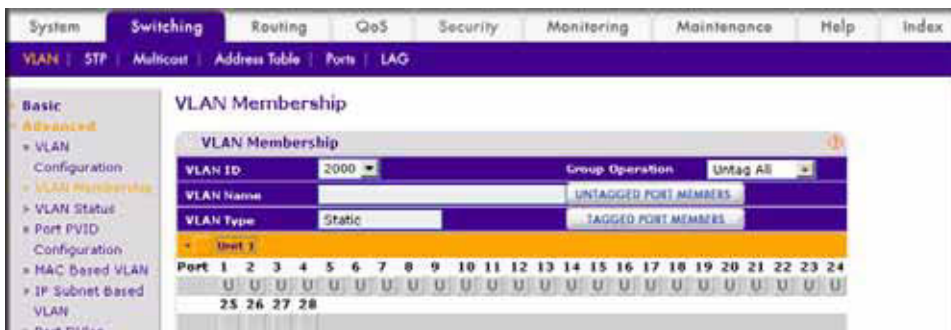 System Switching Routing QoS Security Monitoring Maintenance Help Index
VLAN STP Multicast Address Table Ports LAG
Basic
Advanced
VLAN
Configuration
VLAN Membership
VLAN Status
Port PVID
Configuration
MAC Based VLAN
IP Subnet Based
VLAN
VLAN Membership
VLAN Membership
VLAN ID 2000 Group Operation Untag All
VLAN Name UNTAGGED PORT MEMBERS
VLAN Type Static TAGGED PORT MEMBERS
Unit 1
Port 1 2 3 4 5 6 7 8 9 10 11 12 13 14 15 16 17 18 19 20 21 22 23 24
U U U U U U U U U U U U U U U U U U U U U U U U
25 26 27 28